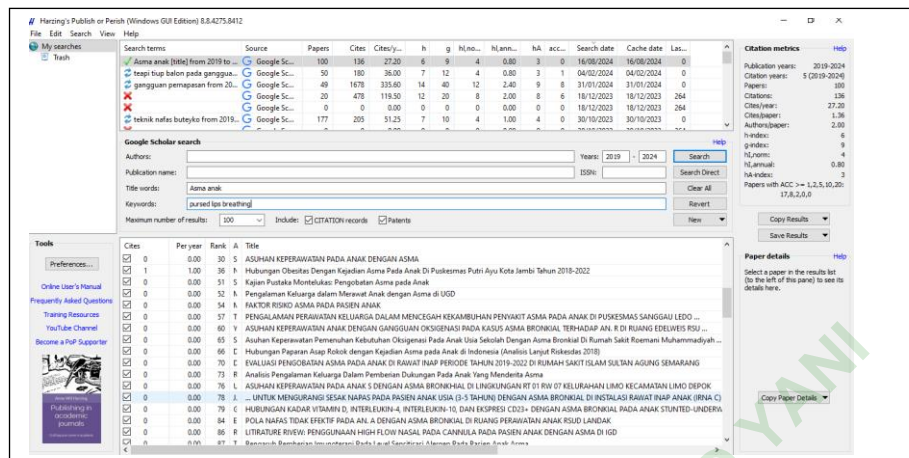 Harzing's Publish or Perish (Windows GUI Edition) 8.8.4275.8412
File Edit Search View Help
My searches
Trash
Search terms Source Papers Cites Cites/y... h g hI,no... hI,ann... hA acc... Search date Cache date Las...
Asma anak [title] from 2019 to ... Google Sc... 100 136 27.20 6 9 4 0.80 3 0 16/08/2024 16/08/2024 0
teapi tiup balon pada ganggua... Google Sc... 50 180 36.00 7 12 4 0.80 3 1 04/02/2024 04/02/2024 0
gangguan pernapasan from 20... Google Sc... 49 1678 335.60 14 40 12 2.40 9 8 31/01/2024 31/01/2024 0
Google Sc... 20 478 119.50 12 20 8 2.00 8 6 18/12/2023 18/12/2023 264
Google Sc... 0 0 0.00 0 0 0 0.00 0 0 18/12/2023 18/12/2023 264
teknik nafas buteyko from 2019... Google Sc... 177 205 51.25 7 10 4 1.00 4 0 30/10/2023 30/10/2023 0
Google Scholar search Help
Authors: Years: 2019 - 2024 Search
Publication name: ISSN: Search Direct
Title words: Asma anak Clear All
Keywords: pursed lips breathing Revert
Maximum number of results: 100 Include: CITATION records Patents New
Cites Per year Rank A Title
0 0.00 30 S ASUHAN KEPERAWATAN PADA ANAK DENGAN ASMA
1 1.00 36 Hubungan Obesitas Dengan Kejadian Asma Pada Anak Di Puskesmas Putri Ayu Kota Jambi Tahun 2018-2022
0 0.00 51 S Kajian Pustaka Montelukas: Pengobatan Asma pada Anak
0 0.00 52 Pengalaman Keluarga dalam Merawat Anak dengan Asma di UGD
0 0.00 54 FAKTOR RISIKO ASMA PADA PASIEN ANAK
0 0.00 57 T PENGALAMAN PERAWATAN KELUARGA DALAM MENCEGAH KEKAMBUHAN PENYAKIT ASMA PADA ANAK DI PUSKESMAS SANGGAU LEDO ...
0 0.00 60 Y ASUHAN KEPERAWATAN ANAK DENGAN GANGGUAN OKSIGENASI PADA KASUS ASMA BRONKIAL TERHADAP AN. R DI RUANG EDELWEIS RSU ...
0 0.00 65 S Asuhan Keperawatan Pemenuhan Kebutuhan Oksigenasi Pada Anak Usia Sekolah Dengan Asma Bronkial Di Rumah Sakit Roemani Muhammadiyah ...
0 0.00 66 Hubungan Paparan Asap Rokok dengan Kejadian Asma pada Anak di Indonesia (Analisis Lanjut Riskesdas 2018)
0 0.00 70 EVALUASI PENGOBATAN ASMA PADA ANAK DI RAWAT INAP PERIODE TAHUN 2019-2022 DI RUMAH SAKIT ISLAM SULTAN AGUNG SEMARANG
0 0.00 73 R Analisis Pengalaman Keluarga Dalam Pemberian Dukungan Pada Anak Yang Menderita Asma
0 0.00 76 ASUHAN KEPERAWATAN PADA ANAK S DENGAN ASMA BRONKHIAL DI LINGKUNGAN RT 01 RW 07 KELURAHAN LIMO KECAMATAN LIMO DEPOK
0 0.00 78 J. ... UNTUK MENGURANGI SESAK NAPAS PADA PASIEN ANAK USIA (3-5 TAHUN) DENGAN ASMA BRONKIAL DI INSTALASI RAWAT INAP ANAK (IRNA C)
0 0.00 79 HUBUNGAN KADAR VITAMIN D, INTERLEUKIN-4, INTERLEUKIN-10, DAN EKSPRESI CD23+ DENGAN ASMA BRONKIAL PADA ANAK STUNTED-UNDERW
0 0.00 84 E POLA NAFAS TIDAK EFEKTIF PADA AN. A DENGAN ASMA BRONKIAL DI RUANG PERAWATAN ANAK RSUD LANDAK
0 0.00 86 R LITIRATURE RIVEW: PENGGUNAAN HIGH FLOW NASAL PADA CANNULA PADA PASIEN ANAK DENGAN ASMA DI IGD
0 0.00 87 T Pengaruh Pemberian Imunoterapi Pada Level Sensitisasi Alergen Pada Pasien Anak Asma
Tools
Preferences...
Online User's Manual
Frequently Asked Questions
Training Resources
YouTube Channel
Become a PoP Supporter
Publishing in academic journals
Citation metrics Help
Publication years: 2019-2024
Citation years: 5 (2019-2024)
Papers: 100
Citations: 136
Cites/year: 27.20
Cites/paper: 1.36
Authors/paper: 2.00
h-index: 6
g-index: 9
hI,norm: 4
hI,annual: 0.80
hA-index: 3
Papers with ACC >= 1,2,5,10,20:
17,8,2,0,0
Copy Results
Save Results
Paper details Help
Select a paper in the results list
(to the left of this pane) to see its
details here.
Copy Paper Details
YANI